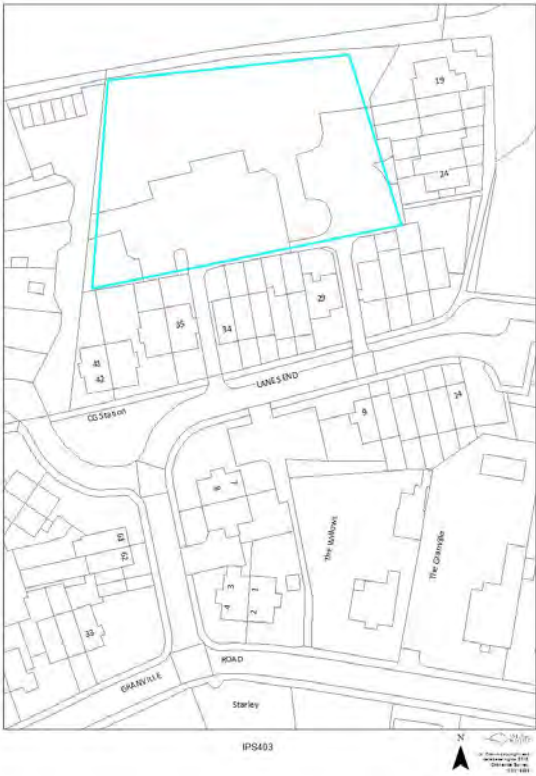 19
24
35
34
29
41
42
LANES END
CG Station
9
14
8
7
The Willows
The Granville
3
1
4
2
33
GRANVILLE
ROAD
Starley
IPS403
N